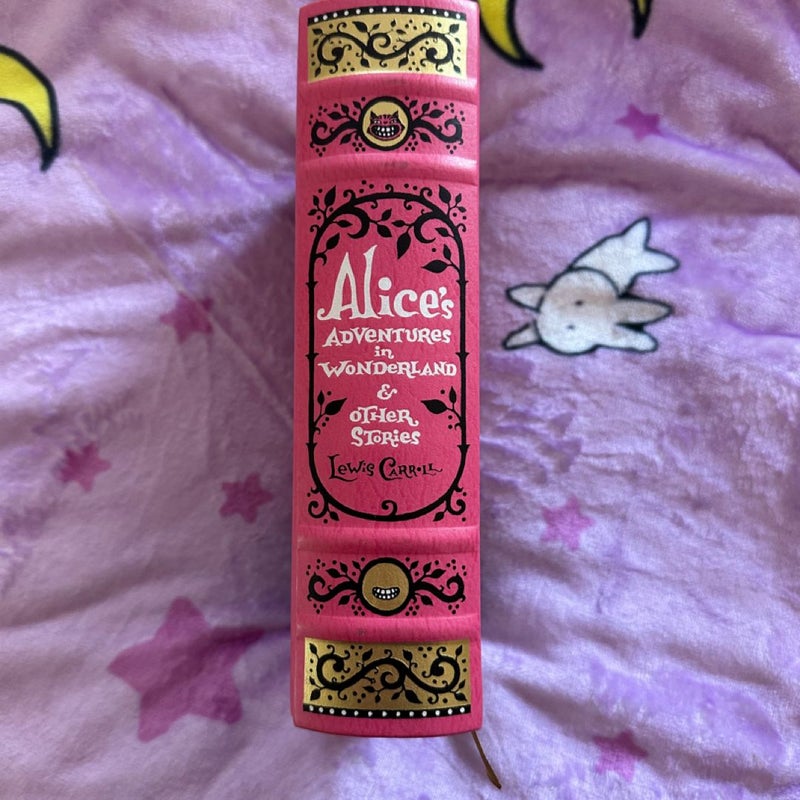 Alice's
ADVENTURES
in
WONDERLAND
&
OTHER
STORIES
Lewis Carroll